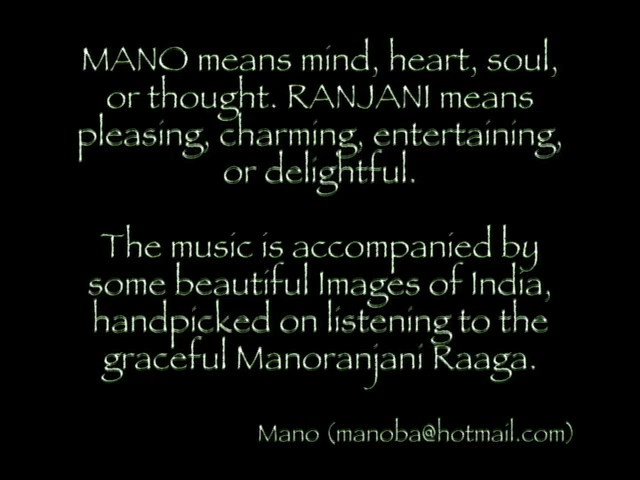 MANO means mind, heart, soul,
or thought. RANJANI means
pleasing, charming, entertaining,
or delightful.
The music is accompanied by
some beautiful Images of India,
handpicked on listening to the
graceful Manoranjani Raaga.
Mano (manoba@hotmail.com)